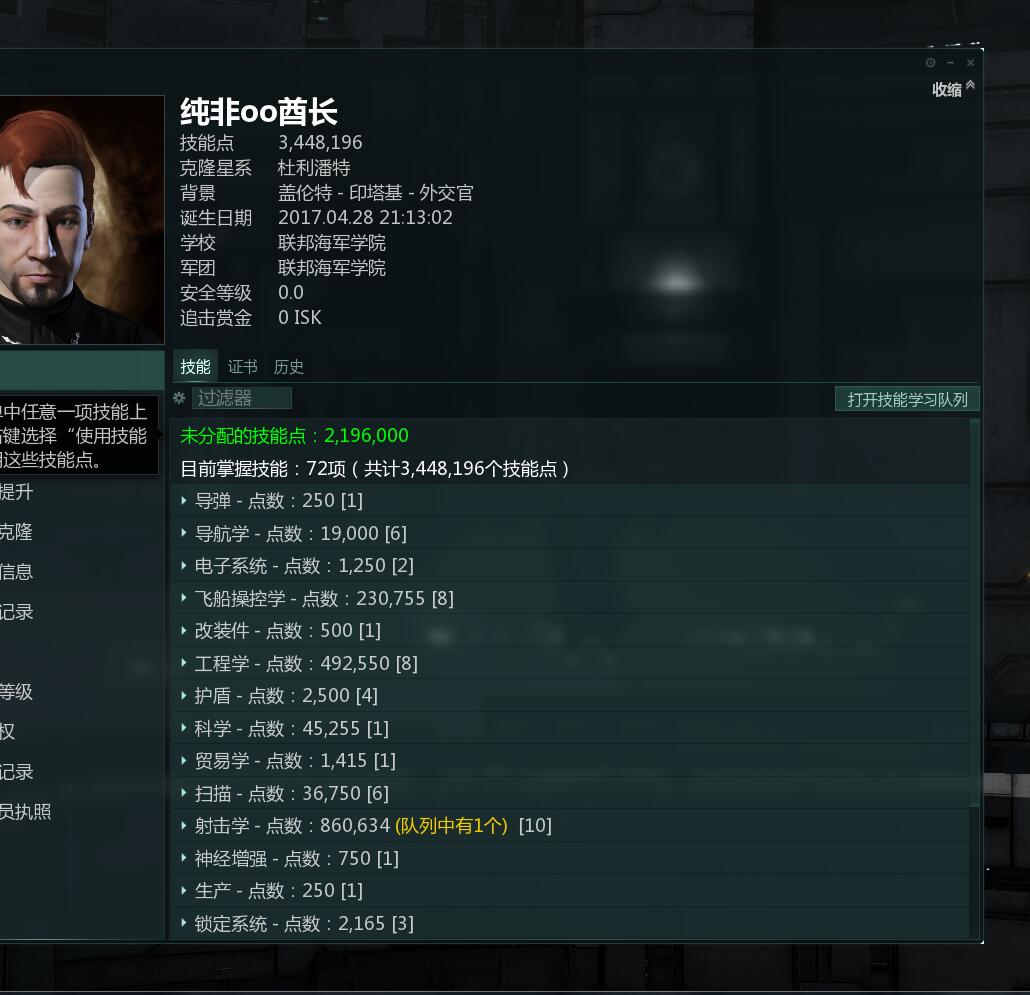 收缩
纯非oo酋长
技能点 3,448,196
克隆星系 杜利潘特
背景 盖伦特 - 印塔基 - 外交官
诞生日期 2017.04.28 21:13:02
学校 联邦海军学院
军团 联邦海军学院
安全等级 0.0
追击赏金 0 ISK
技能 证书 历史
过滤器
打开技能学习队列
中任意一项技能上
键选择“使用技能
这些技能点。
提升
克隆
信息
记录
等级
权
记录
员执照
未分配的技能点：2,196,000
目前掌握技能：72项（共计3,448,196个技能点）
导弹 - 点数：250 [1]
导航学 - 点数：19,000 [6]
电子系统 - 点数：1,250 [2]
飞船操控学 - 点数：230,755 [8]
改装件 - 点数：500 [1]
工程学 - 点数：492,550 [8]
护盾 - 点数：2,500 [4]
科学 - 点数：45,255 [1]
贸易学 - 点数：1,415 [1]
扫描 - 点数：36,750 [6]
射击学 - 点数：860,634 (队列中有1个) [10]
神经增强 - 点数：750 [1]
生产 - 点数：250 [1]
锁定系统 - 点数：2,165 [3]